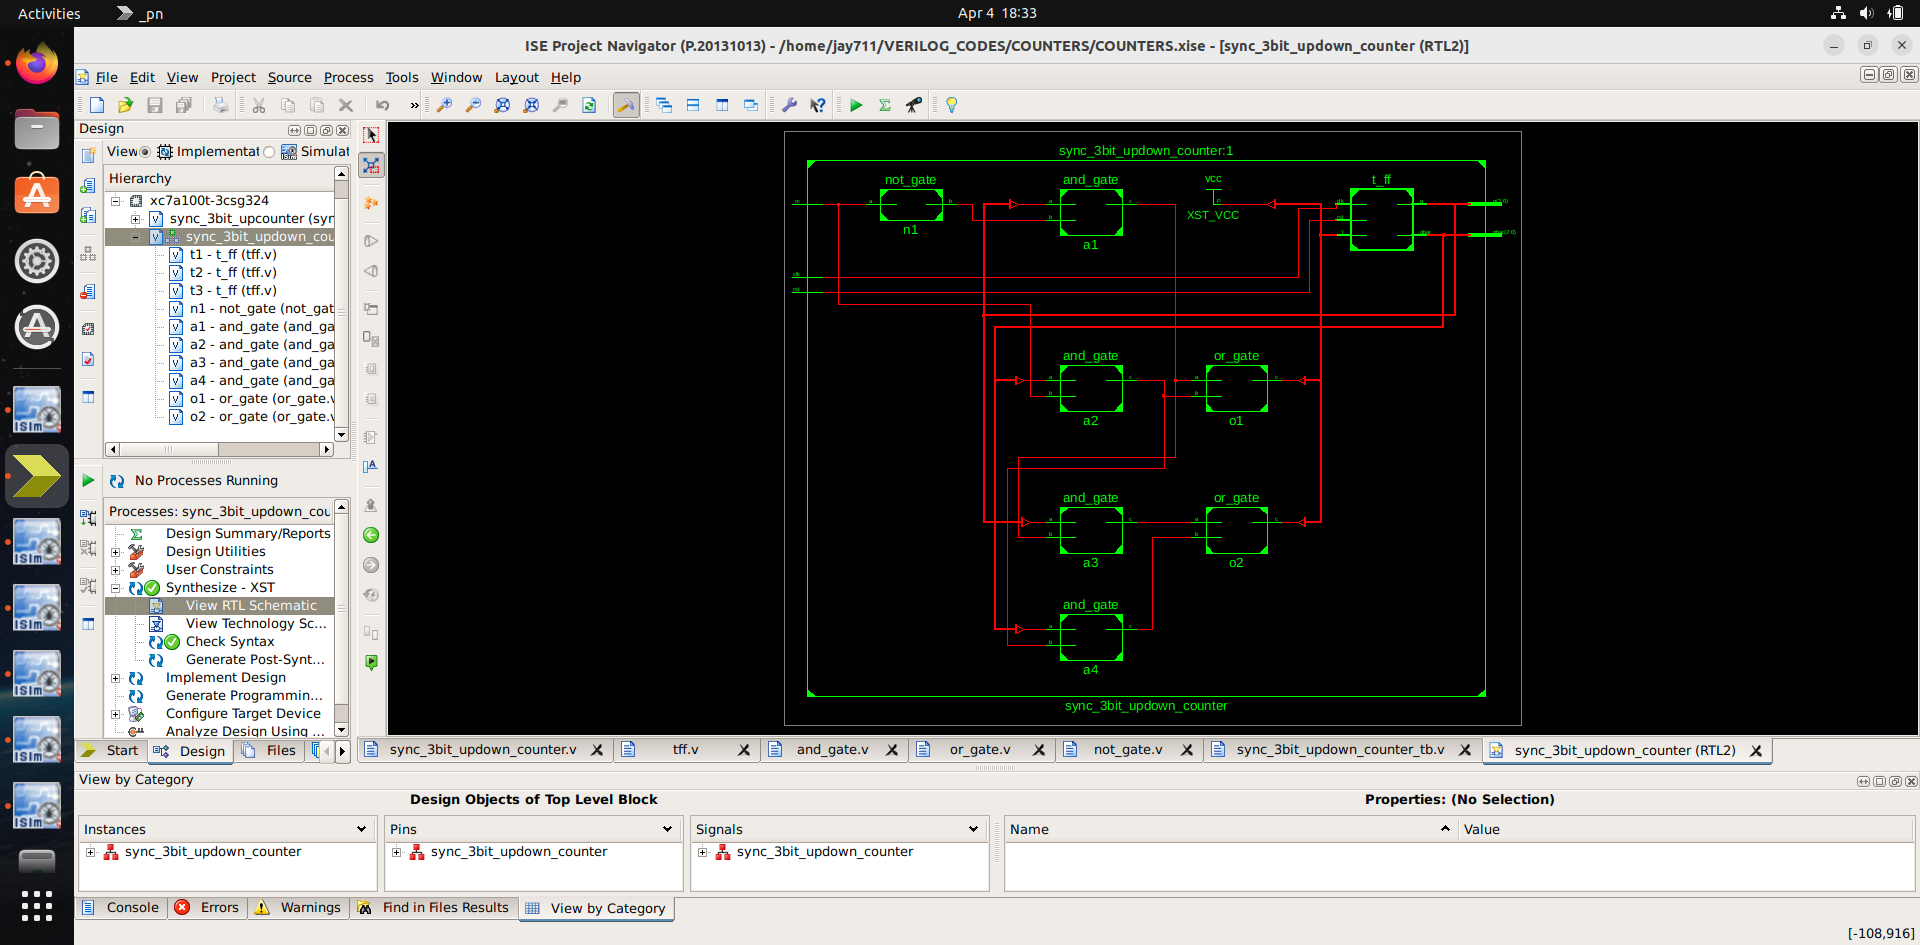 Activities
_pn
Apr 4 18:33
ISE Project Navigator (P.20131013) - /home/jay711/VERILOG_CODES/COUNTERS/COUNTERS.xise - [sync_3bit_updown_counter (RTL2)]
File Edit View Project Source Process Tools Window Layout Help
Design
View Implementat Simulat
Hierarchy
xc7a100t-3csg324
sync_3bit_upcounter (syn
sync_3bit_updown_cou
t1 - t_ff (tff.v)
t2 - t_ff (tff.v)
t3 - t_ff (tff.v)
n1 - not_gate (not_gat
a1 - and_gate (and_ga
a2 - and_gate (and_ga
a3 - and_gate (and_ga
a4 - and_gate (and_ga
o1 - or_gate (or_gate.v
o2 - or_gate (or_gate.v
No Processes Running
Processes: sync_3bit_updown_cou
Design Summary/Reports
Design Utilities
User Constraints
Synthesize - XST
View RTL Schematic
View Technology Sc...
Check Syntax
Generate Post-Synt...
Implement Design
Generate Programmin...
Configure Target Device
Analyze Design Using ...
Start Design Files
sync_3bit_updown_counter:1
not_gate
n1
and_gate
a1
vcc
XST_VCC
t_ff
and_gate
a2
or_gate
o1
and_gate
a3
or_gate
o2
and_gate
a4
sync_3bit_updown_counter
sync_3bit_updown_counter.v tff.v and_gate.v or_gate.v not_gate.v sync_3bit_updown_counter_tb.v sync_3bit_updown_counter (RTL2)
View by Category
Design Objects of Top Level Block
Properties: (No Selection)
Instances Pins Signals Name Value
sync_3bit_updown_counter sync_3bit_updown_counter sync_3bit_updown_counter
Console Errors Warnings Find in Files Results View by Category
[-108,916]
ISim
ISim
ISim
ISim
ISim
ISim